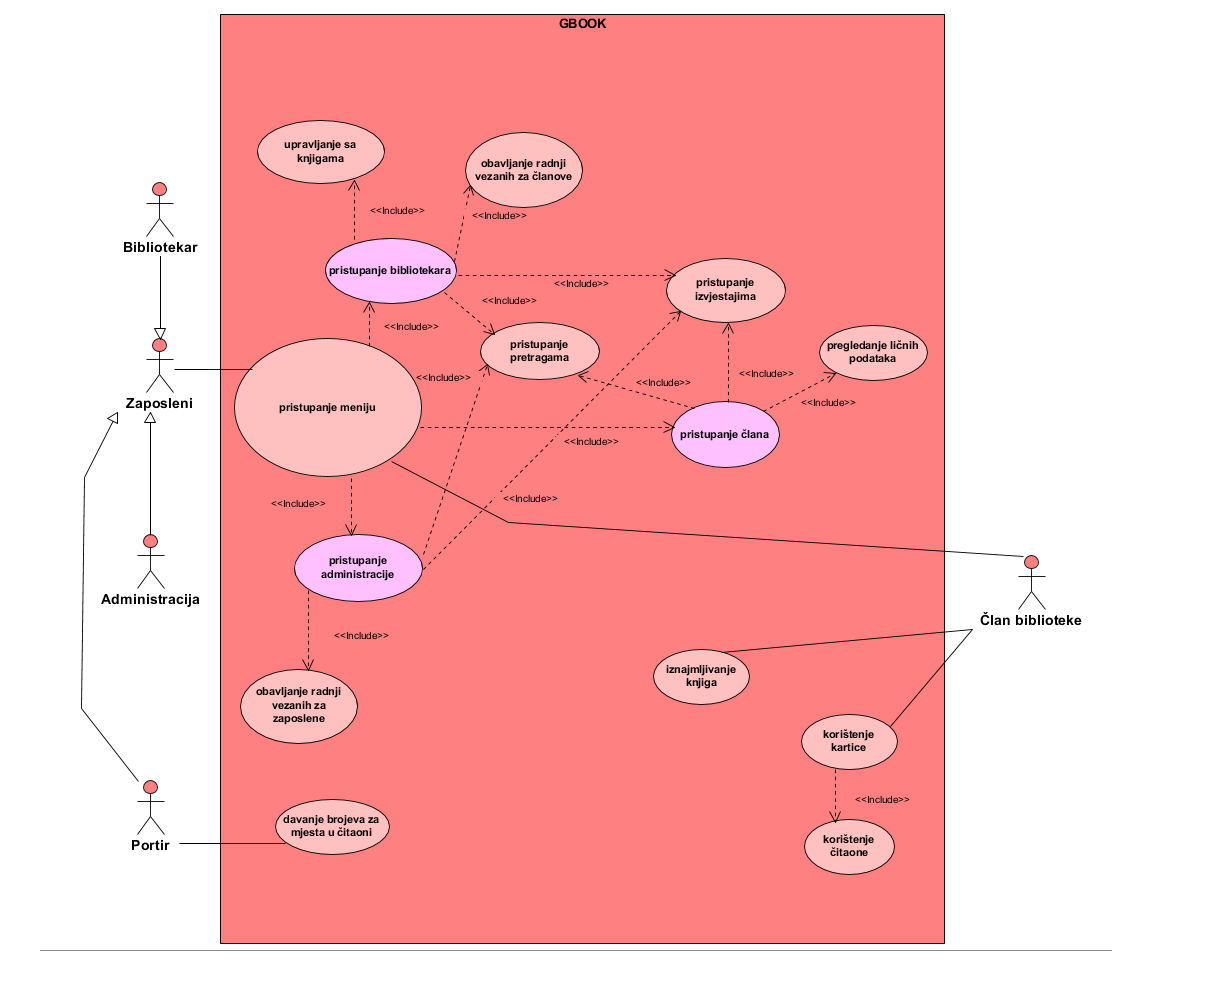 GBOOK
upravljanje sa
knjigama
obavljanje radnji
vezanih za članove
<<Include>>
<<Include>>
Bibliotekar
pristupanje bibliotekara
pristupanje
izvjestajima
<<Include>>
<<Include>>
<<Include>>
pristupanje
pretragama
pregledanje ličnih
podataka
<<Include>>
<<Include>>
<<Include>>
<<Include>>
Zaposleni
pristupanje meniju
pristupanje člana
<<Include>>
<<Include>>
<<Include>>
pristupanje
administracije
Administracija
Član biblioteke
<<Include>>
iznajmljivanje
knjiga
obavljanje radnji
vezanih za
zaposlene
korištenje
kartice
<<Include>>
davanje brojeva za
mjesta u čitaoni
Portir
korištenje
čitaone